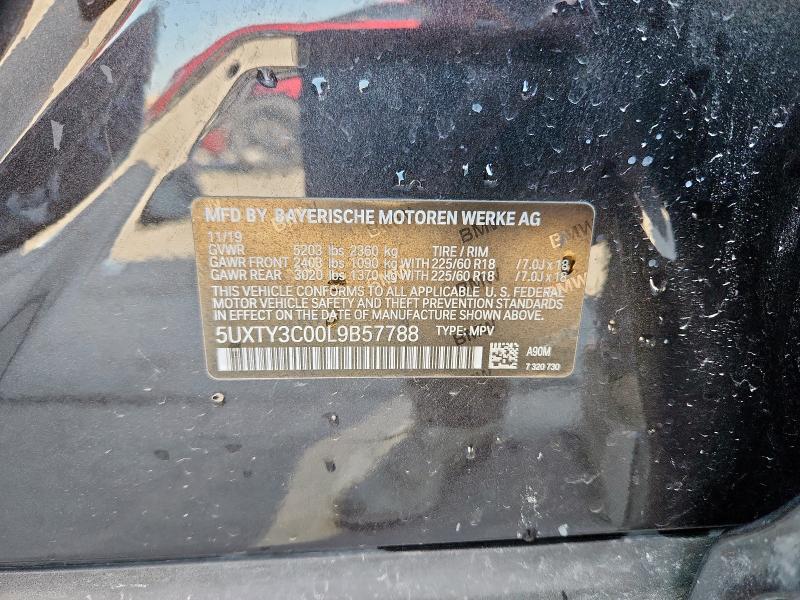 MFD BY BAYERISCHE MOTOREN WERKE AG
11/19
GVWR 5203 lbs 2360 kg TIRE / RIM
GAWR FRONT 2403 lbs 1090 kg WITH 225/60 R18 /7.0J x 18
GAWR REAR 3020 lbs 1370 kg WITH 225/60 R18 /7.0J x 18
THIS VEHICLE CONFORMS TO ALL APPLICABLE U.S. FEDERAL
MOTOR VEHICLE SAFETY AND THEFT PREVENTION STANDARDS
IN EFFECT ON THE DATE OF MANUFACTURE SHOWN ABOVE.
5UXTY3C00L9B57788 TYPE: MPV
A90M
7 320 730